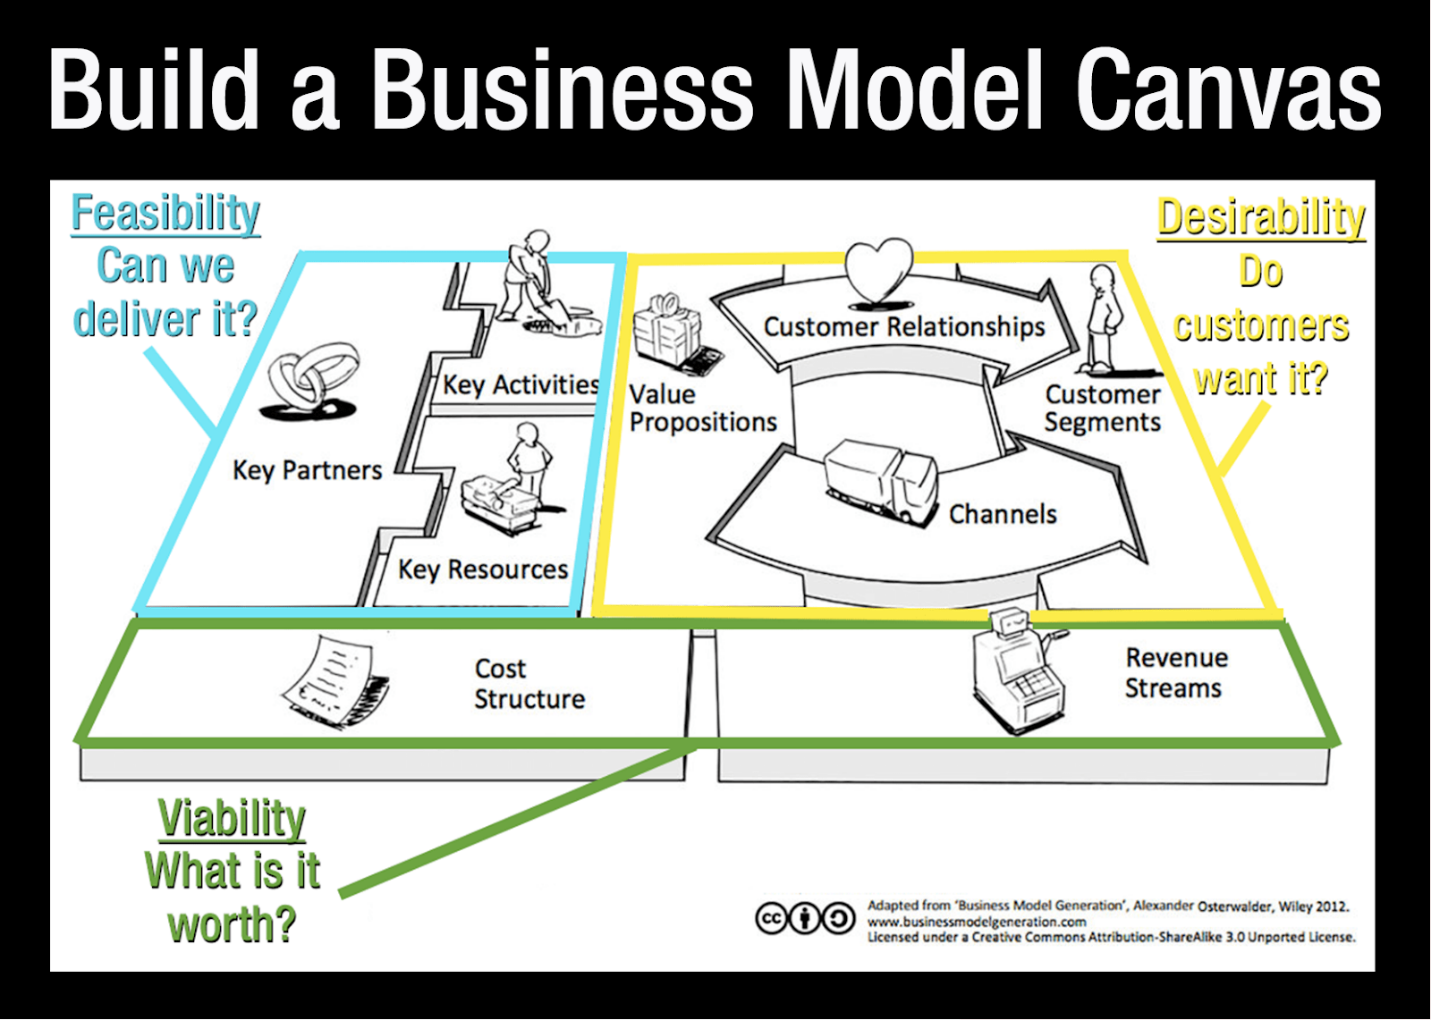 Build a Business Model Canvas
Feasibility
Can we
deliver it?
Desirability
Do
customers
want it?
Key Partners
Key Activities
Key Resources
Value
Propositions
Customer Relationships
Customer
Segments
Channels
Cost
Structure
Revenue
Streams
Viability
What is it
worth?
cc
Adapted from 'Business Model Generation', Alexander Osterwalder, Wiley 2012.
www.businessmodelgeneration.com
Licensed under a Creative Commons Attribution-ShareAlike 3.0 Unported License.